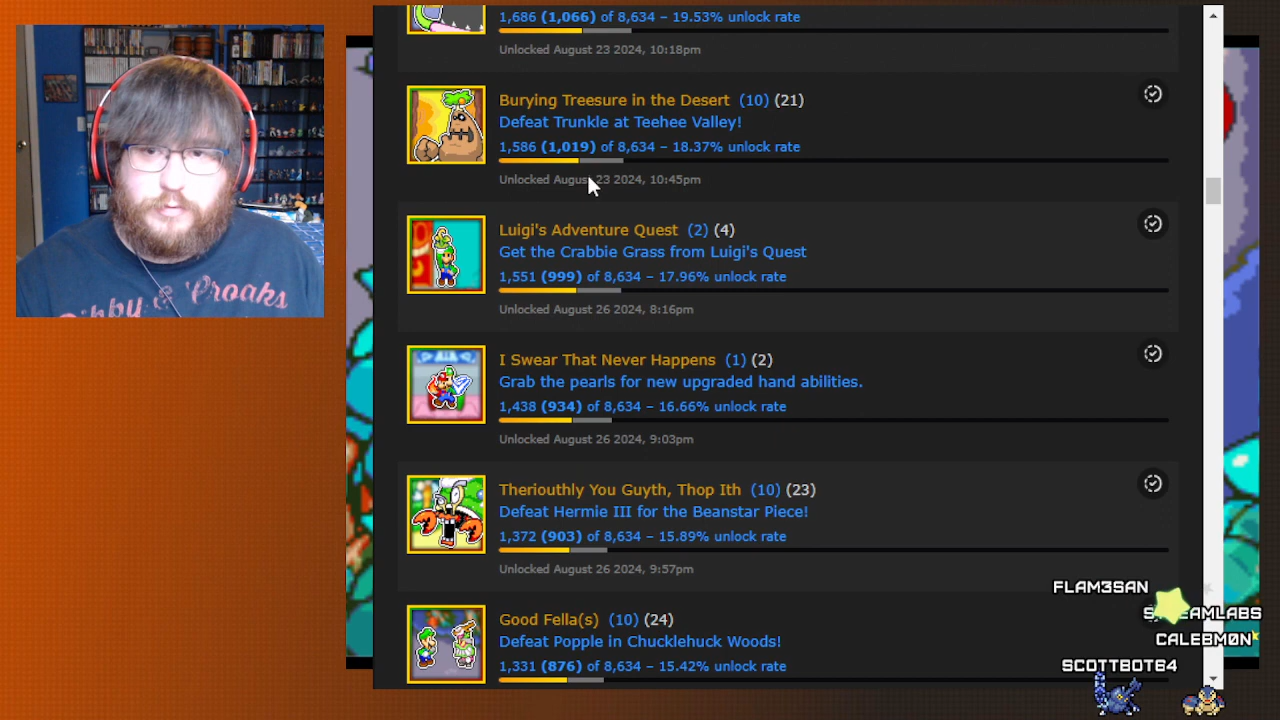 1,686 (1,066) of 8,634 – 19.53% unlock rate
Unlocked August 23 2024, 10:18pm
Burying Treesure in the Desert (10) (21)
Defeat Trunkle at Teehee Valley!
1,586 (1,019) of 8,634 – 18.37% unlock rate
Unlocked August 23 2024, 10:45pm
Luigi's Adventure Quest (2) (4)
Get the Crabbie Grass from Luigi's Quest
1,551 (999) of 8,634 – 17.96% unlock rate
Unlocked August 26 2024, 8:16pm
I Swear That Never Happens (1) (2)
Grab the pearls for new upgraded hand abilities.
1,438 (934) of 8,634 – 16.66% unlock rate
Unlocked August 26 2024, 9:03pm
Theriouthly You Guyth, Thop Ith (10) (23)
Defeat Hermie III for the Beanstar Piece!
1,372 (903) of 8,634 – 15.89% unlock rate
Unlocked August 26 2024, 9:57pm
Good Fella(s) (10) (24)
Defeat Popple in Chucklehuck Woods!
1,331 (876) of 8,634 – 15.42% unlock rate
FLAM3SAN
STREAMLABS
CALEBM0N
SCOTTBOT64
& Croaks